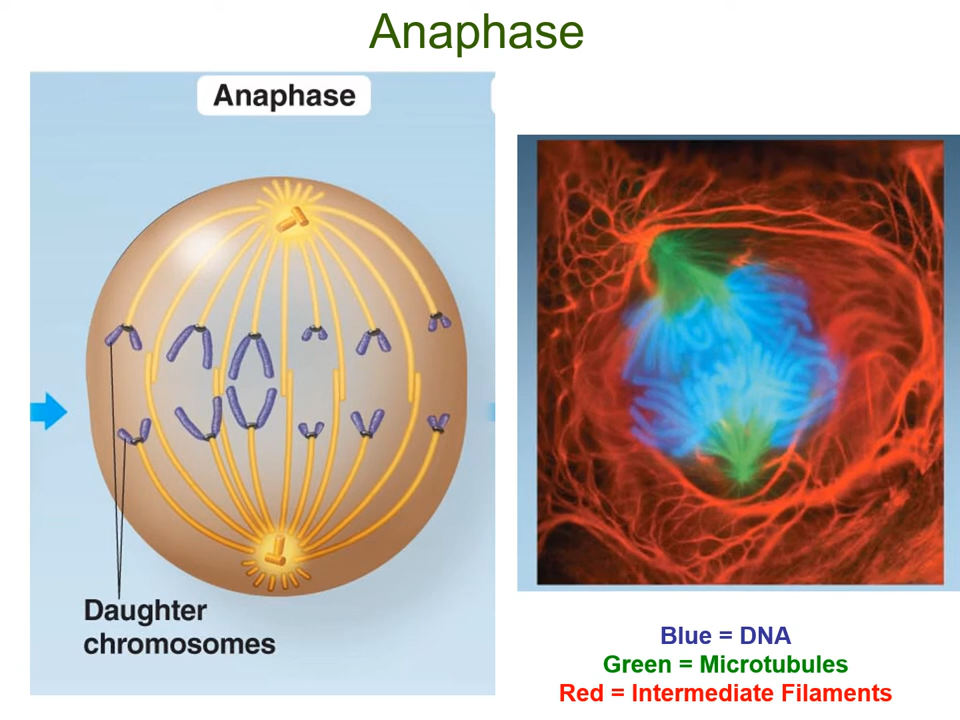 Anaphase
Anaphase
Daughter
chromosomes
Blue = DNA
Green = Microtubules
Red = Intermediate Filaments